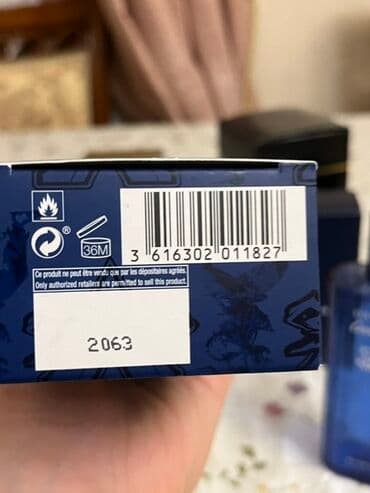 ®
36M
3 616302 011827
Ce produit ne peut être vendu que par les dépositaires agréés.
Only authorized retailers are permitted to sell this product.
2063